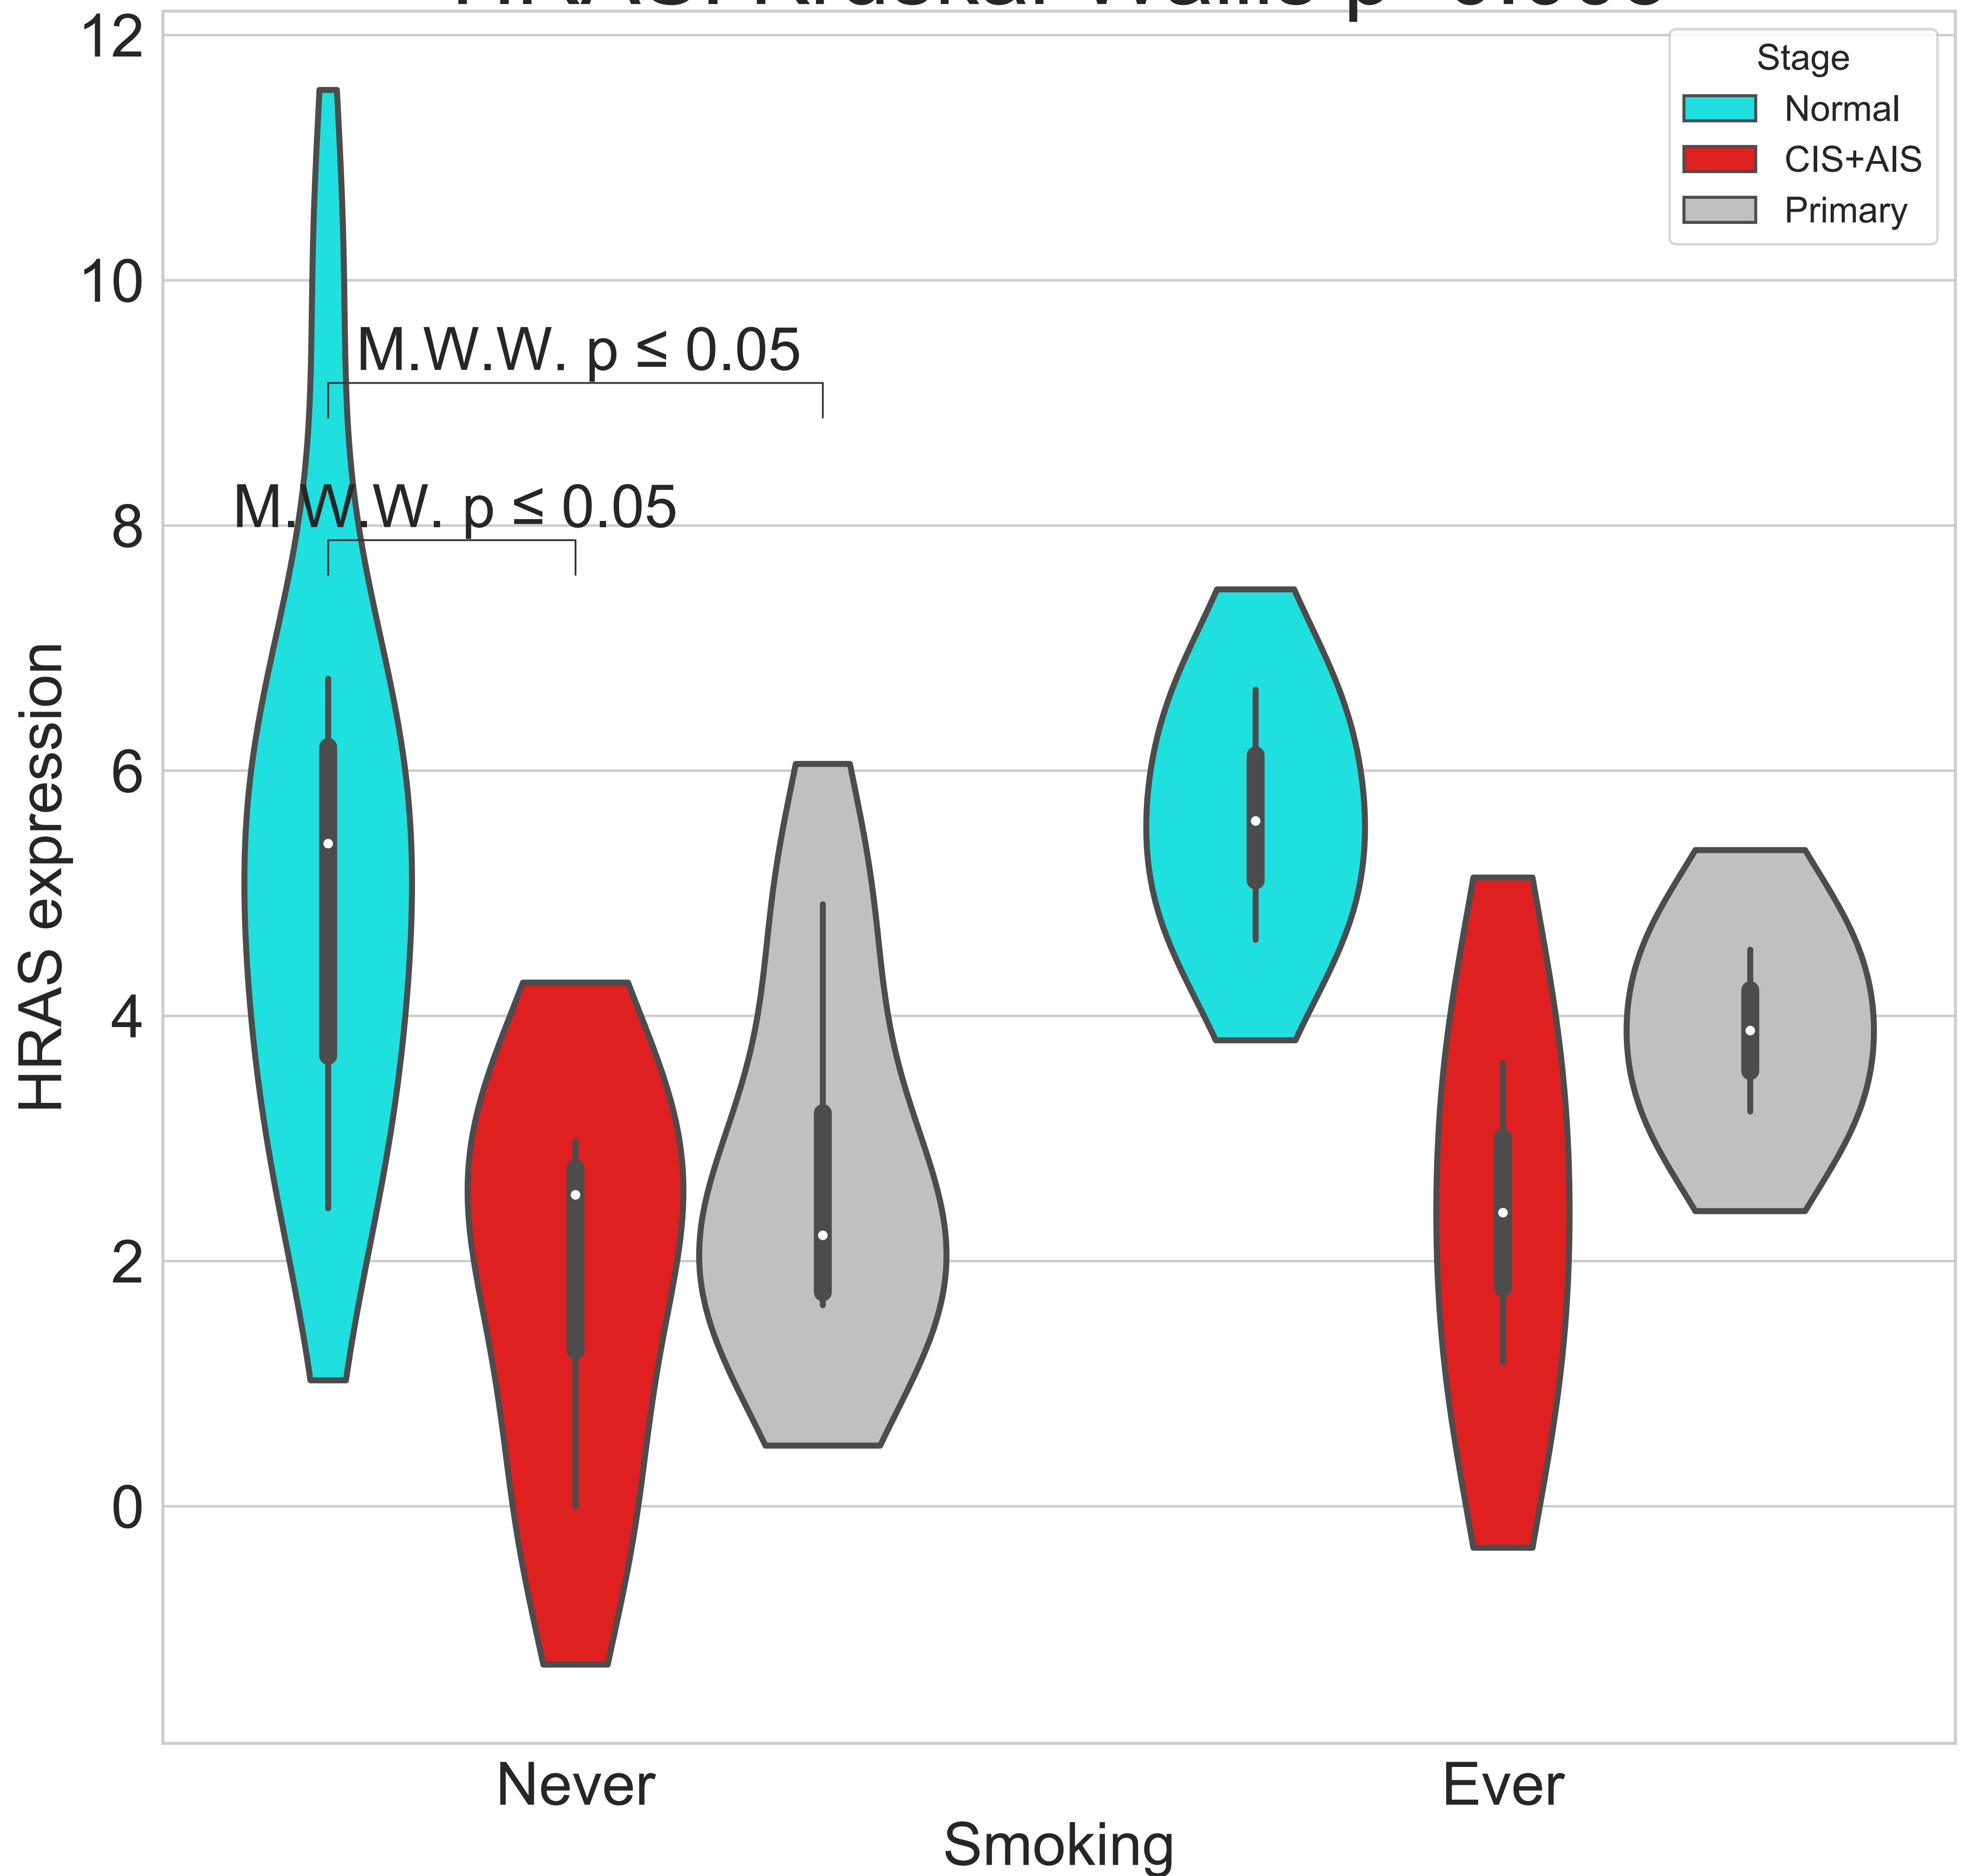 12
10
8
6
4
2
0
HRAS expression
M.W.W. p ≤ 0.05
M.W.W. p ≤ 0.05
Stage
Normal
CIS+AIS
Primary
Never
Ever
Smoking